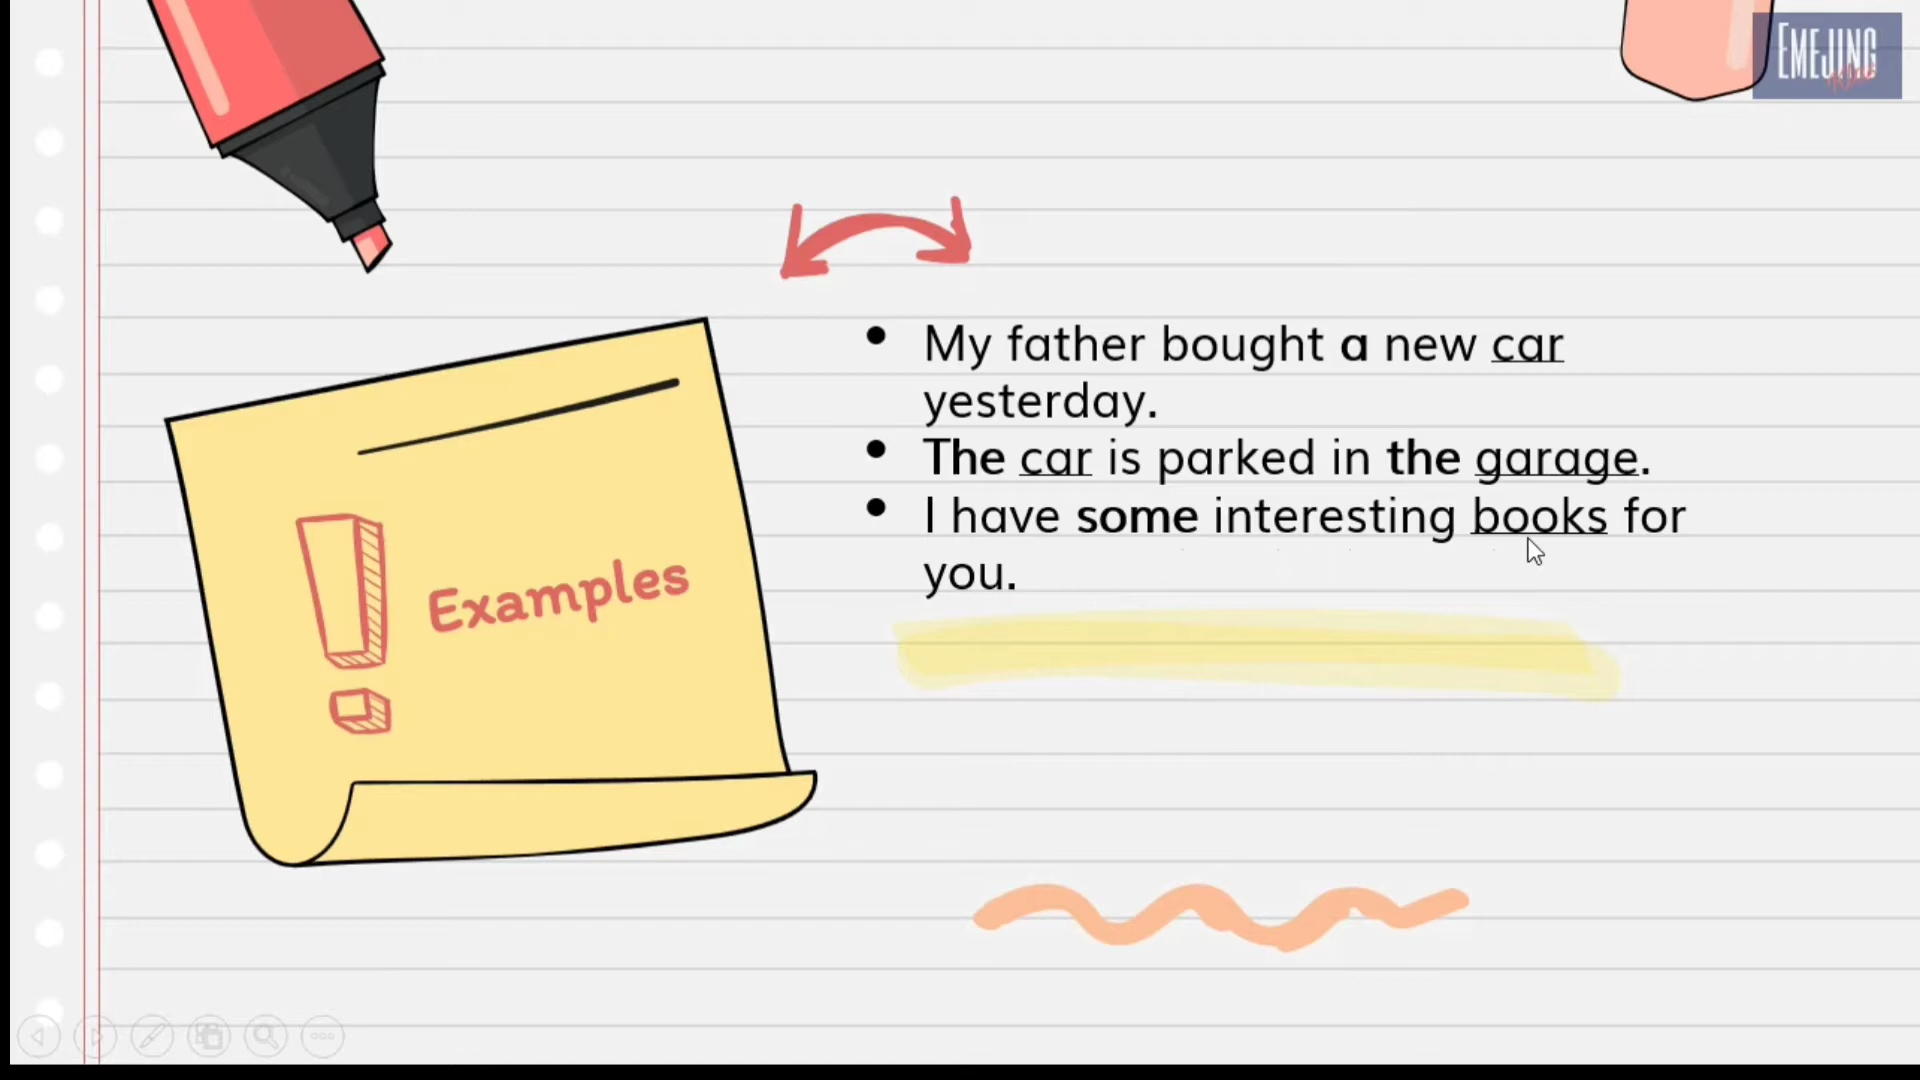 EMEJING
My father bought a new car
yesterday.
The car is parked in the garage.
I have some interesting books for
you.
Examples